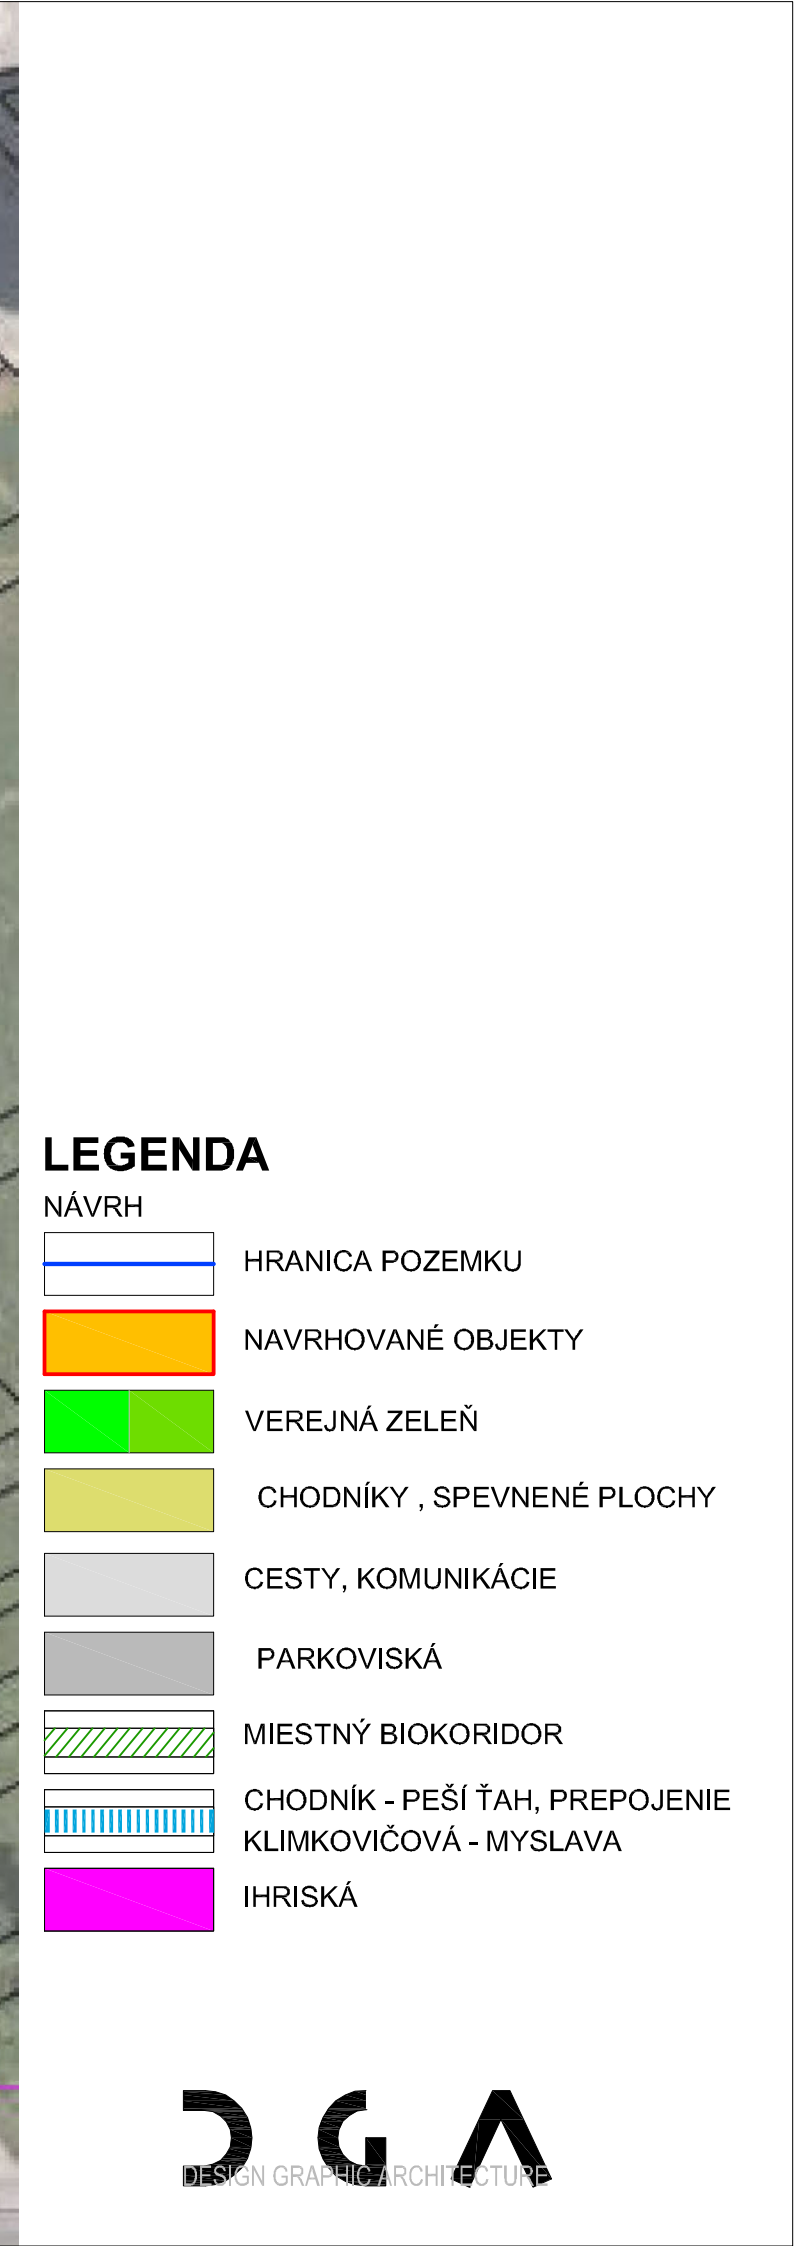 LEGENDA
NÁVRH
HRANICA POZEMKU
NAVRHOVANÉ OBJEKTY
VEREJNÁ ZELEŇ
CHODNÍKY , SPEVNENÉ PLOCHY
CESTY, KOMUNIKÁCIE
PARKOVISKÁ
MIESTNÝ BIOKORIDOR
CHODNÍK - PEŠÍ ŤAH, PREPOJENIE
KLIMKOVIČOVÁ - MYSLAVA
IHRISKÁ
DGA
DESIGN GRAPHIC ARCHITECTURE